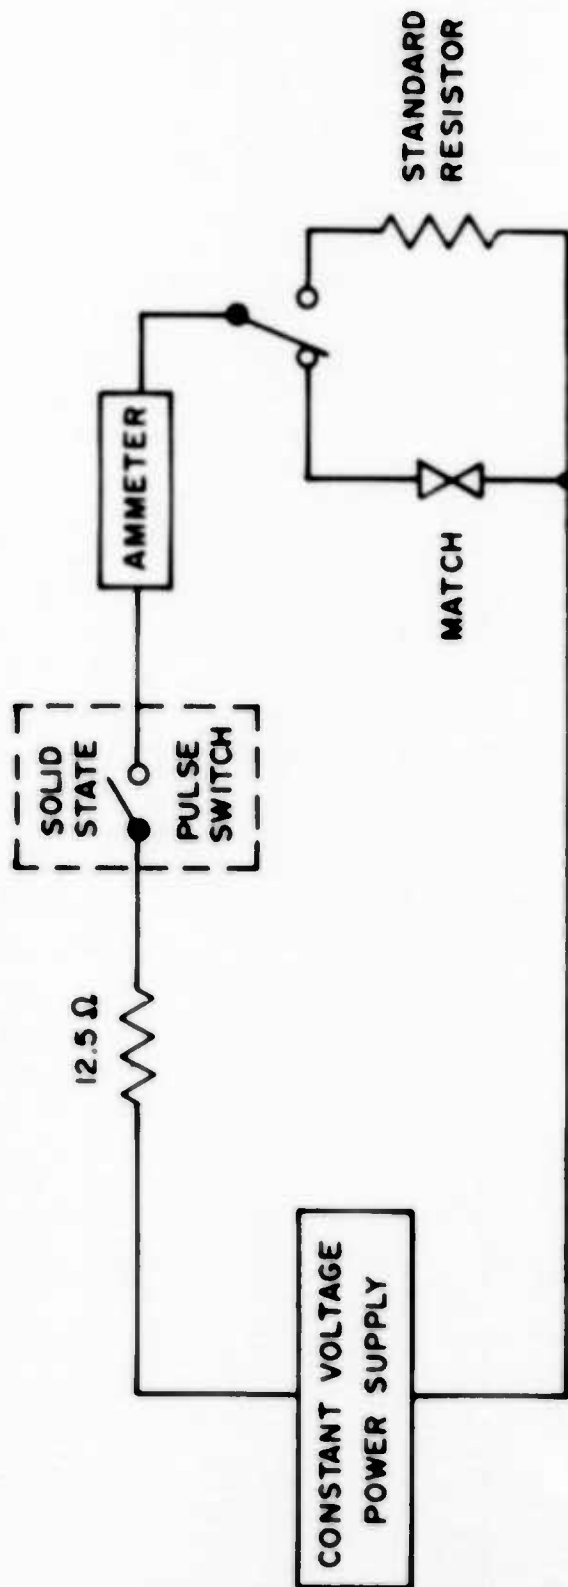 CONSTANT VOLTAGE
POWER SUPPLY
12.5 Ω
SOLID
STATE
PULSE
SWITCH
AMMETER
MATCH
STANDARD
RESISTOR